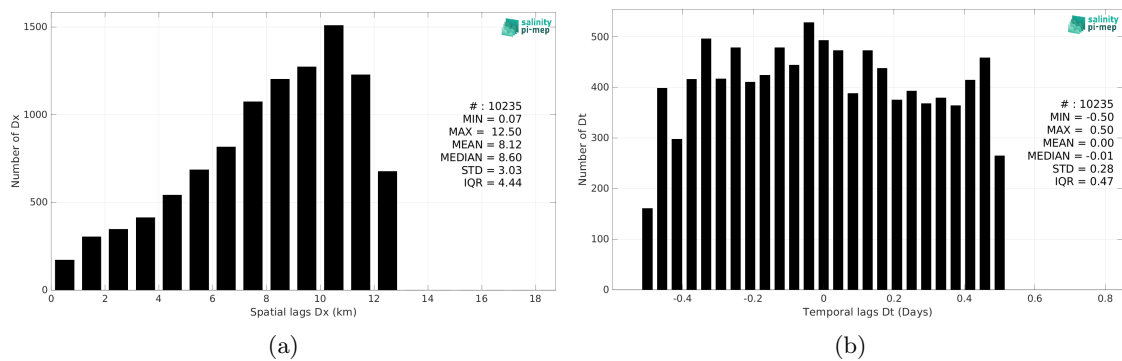 1500
1000
500
0
Number of Dx
0 2 4 6 8 10 12 14 16 18
Spatial lags Dx (km)
salinity
pi-mep
# : 10235
MIN = 0.07
MAX = 12.50
MEAN = 8.12
MEDIAN = 8.60
STD = 3.03
IQR = 4.44
(a)
500
400
300
200
100
0
Number of Dt
-0.4 -0.2 0 0.2 0.4 0.6 0.8
Temporal lags Dt (Days)
salinity
pi-mep
# : 10235
MIN = -0.50
MAX = 0.50
MEAN = 0.00
MEDIAN = -0.01
STD = 0.28
IQR = 0.47
(b)